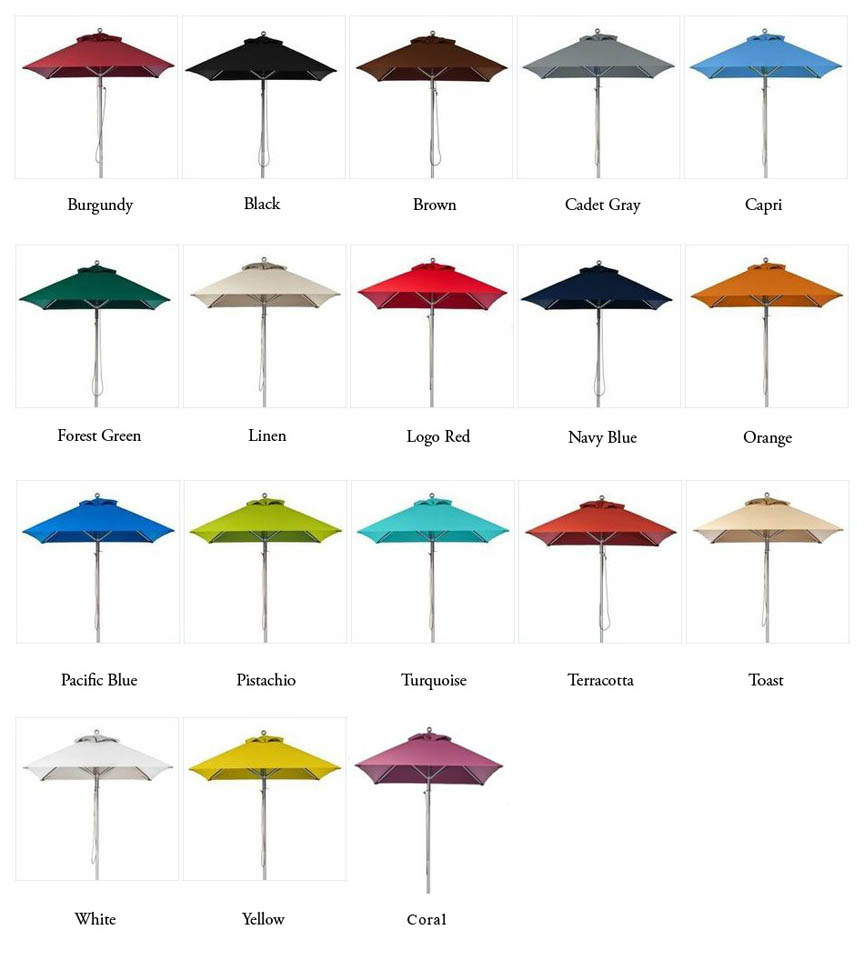 Burgundy
Black
Brown
Cadet Gray
Capri
Forest Green
Linen
Logo Red
Navy Blue
Orange
Pacific Blue
Pistachio
Turquoise
Terracotta
Toast
White
Yellow
Coral